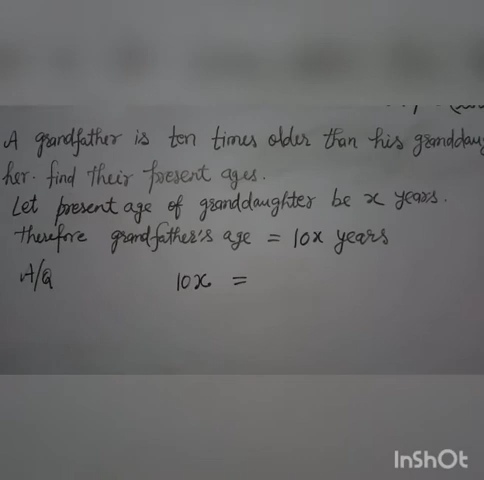 A grandfather is ten times older than his granddaug
her. find their present ages.
Let present age of granddaughter be x years.
therefore grandfather's age = 10x years
A/Q 10x =
InShOt